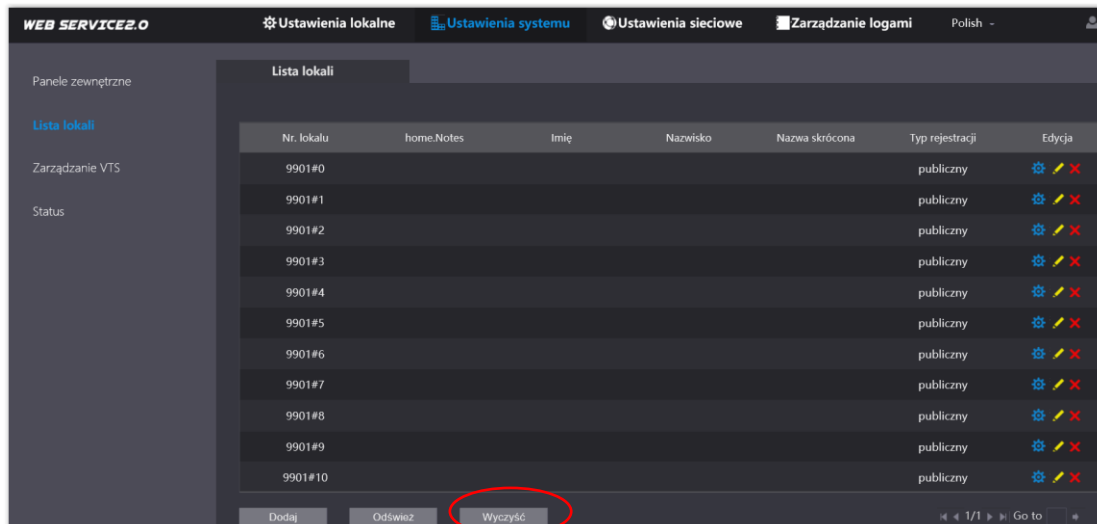 WEB SERVICE2.0 Ustawienia lokalne Ustawienia systemu Ustawienia sieciowe Zarządzanie logami Polish
Panele zewnętrzne
Lista lokali
Zarządzanie VTS
Status
Lista lokali
Nr. lokalu home.Notes Imię Nazwisko Nazwa skrócona Typ rejestracji Edycja
9901#0 publiczny
9901#1 publiczny
9901#2 publiczny
9901#3 publiczny
9901#4 publiczny
9901#5 publiczny
9901#6 publiczny
9901#7 publiczny
9901#8 publiczny
9901#9 publiczny
9901#10 publiczny
Dodaj Odśwież Wyczyść 1/1 Go to